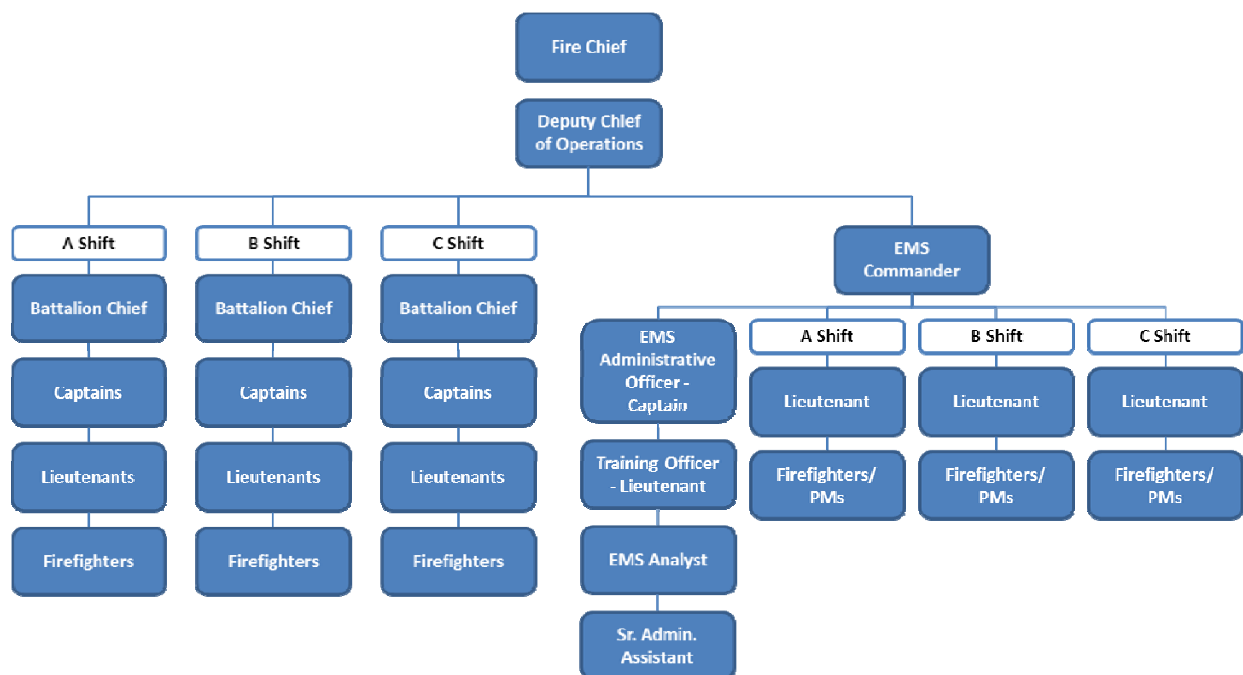 Fire Chief
Deputy Chief
of Operations
A Shift
B Shift
C Shift
EMS
Commander
Battalion Chief
Battalion Chief
Battalion Chief
EMS
Administrative
Officer -
Captain
A Shift
B Shift
C Shift
Captains
Captains
Captains
Lieutenant
Lieutenant
Lieutenant
Lieutenants
Lieutenants
Lieutenants
Training Officer
- Lieutenant
Firefighters/
PMs
Firefighters/
PMs
Firefighters/
PMs
Firefighters
Firefighters
Firefighters
EMS Analyst
Sr. Admin.
Assistant